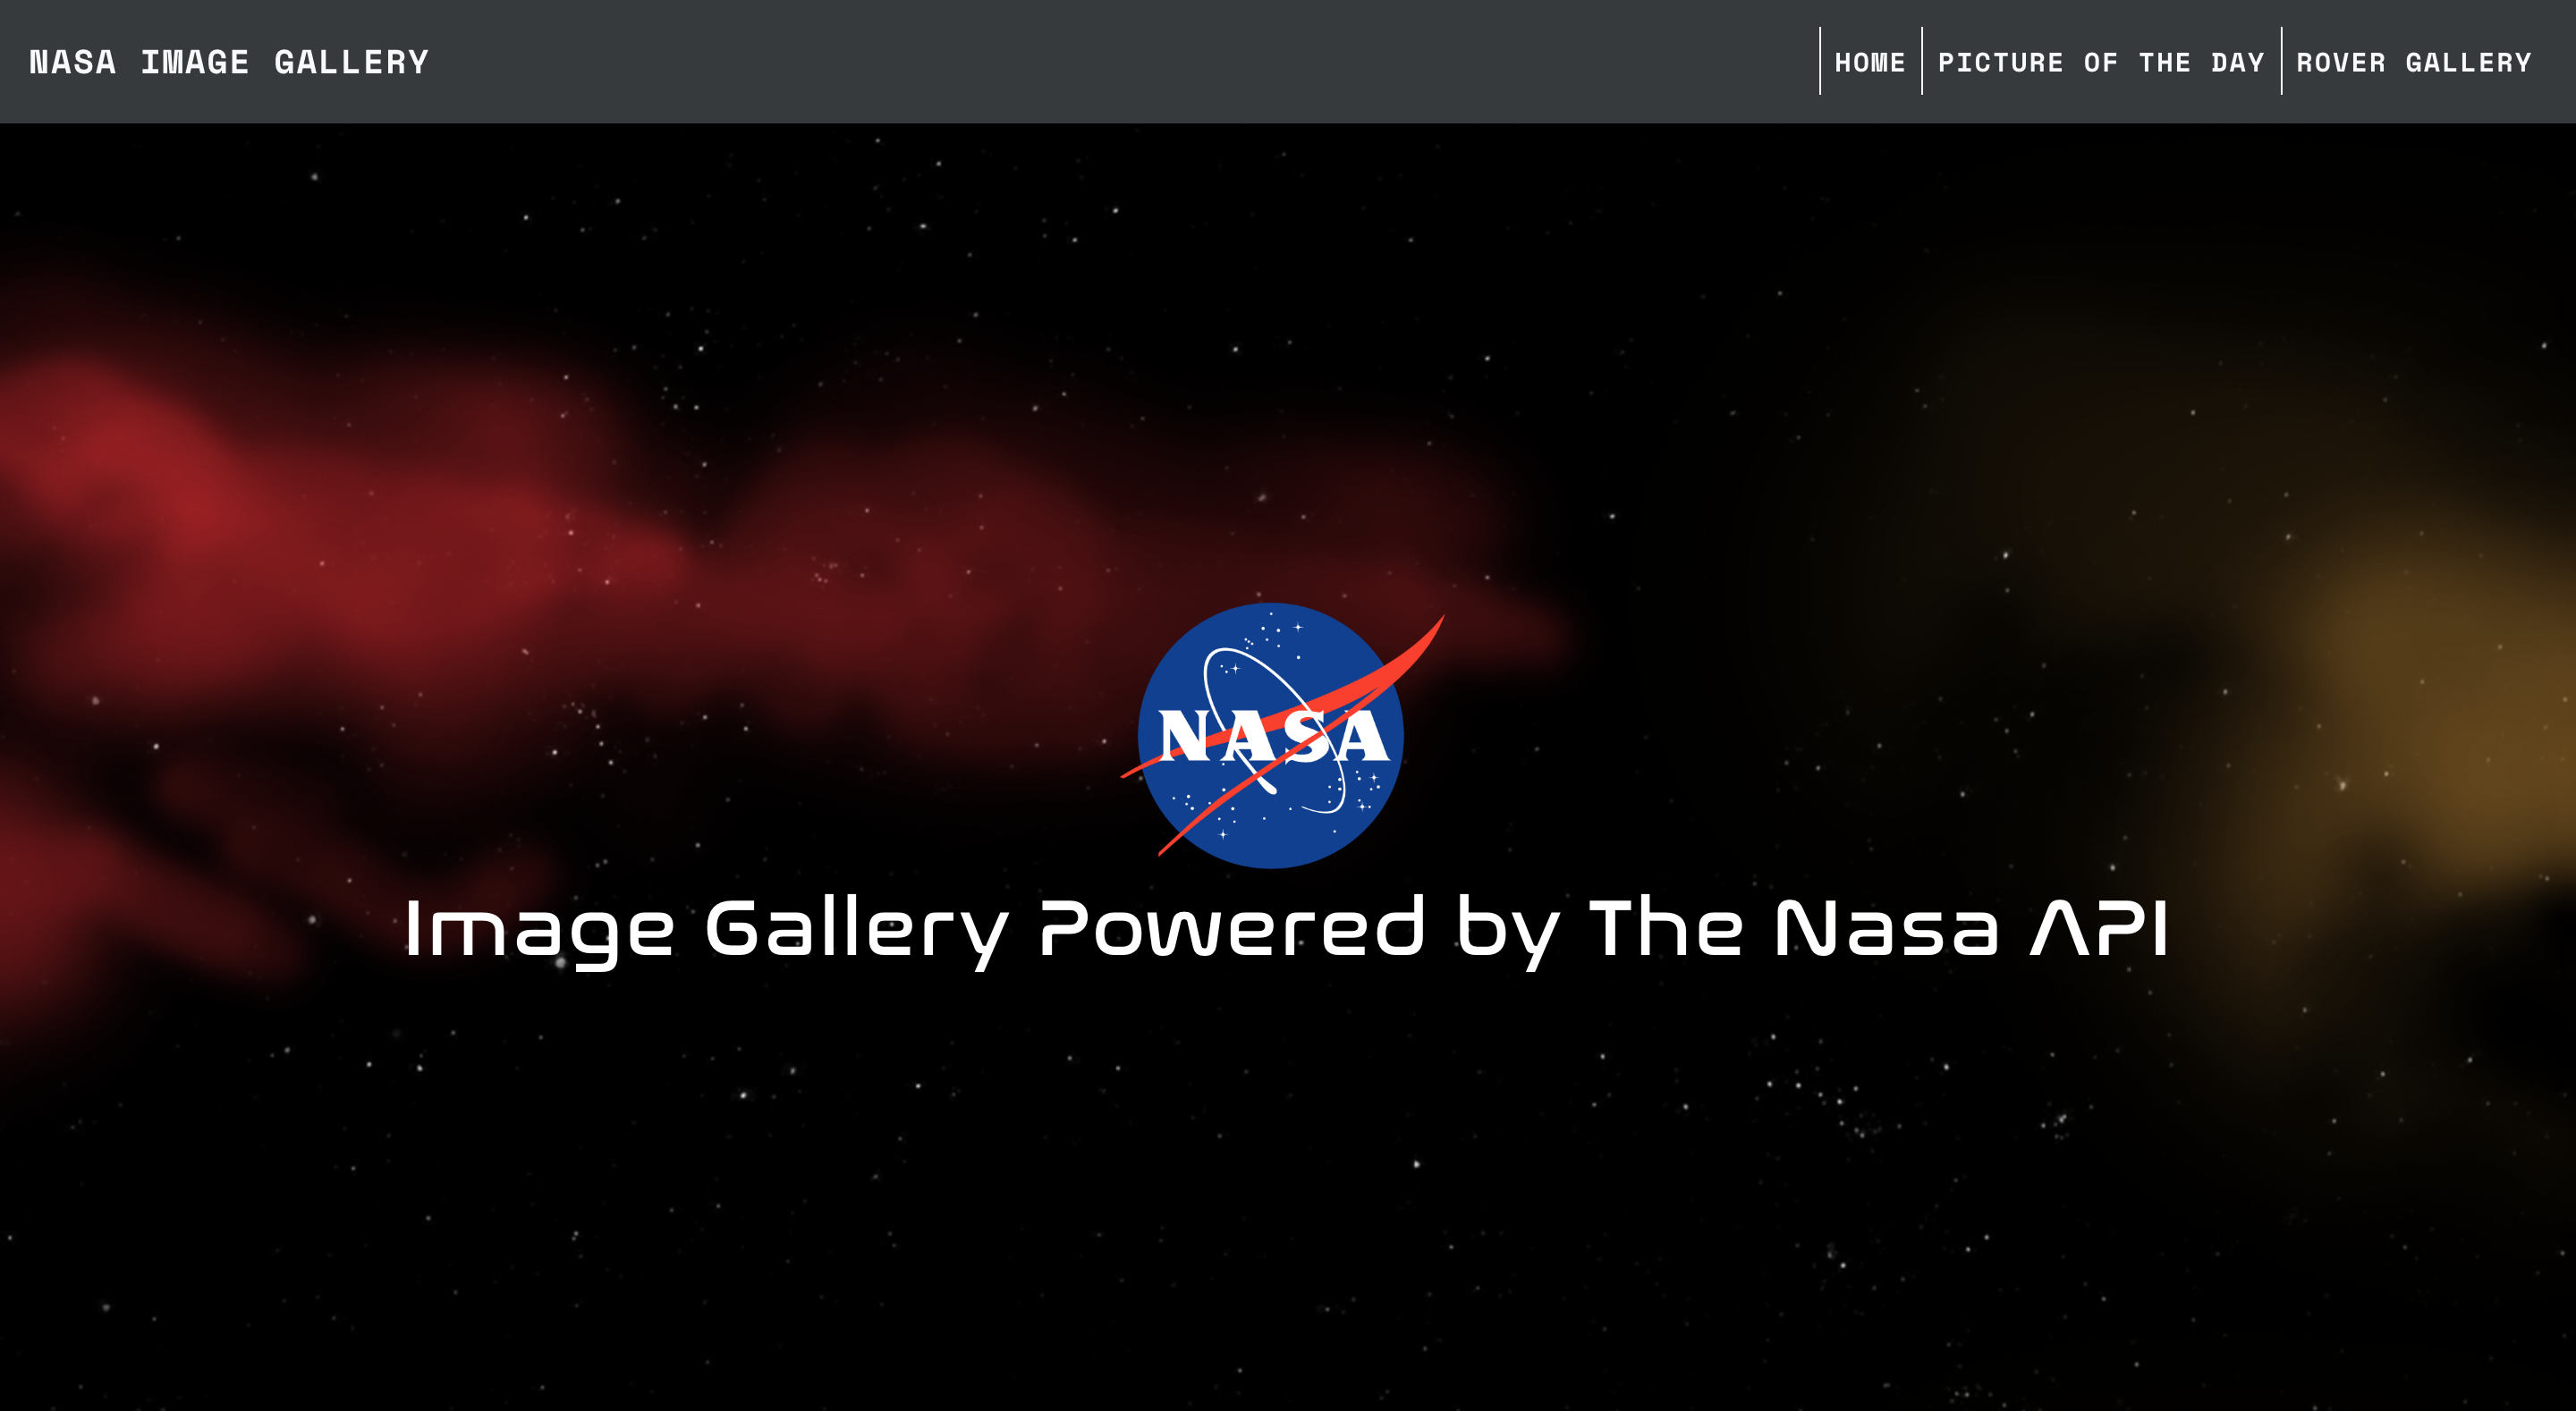 NASA IMAGE GALLERY
HOME
PICTURE OF THE DAY
ROVER GALLERY
NASA
Image Gallery Powered by The Nasa API